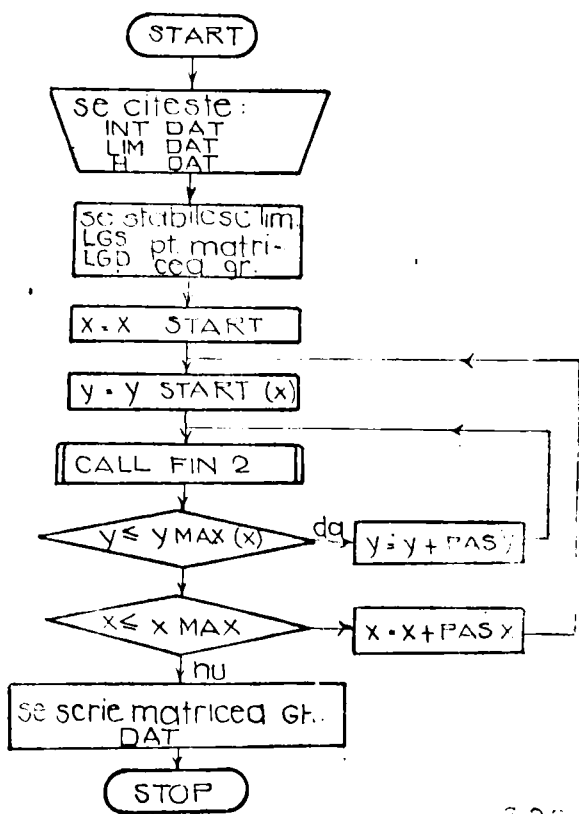 START
se citeste:
INT DAT
LIM DAT
H DAT
se stabilesc lim.
LGS pt. matri-
LGD cea gr.
x = x START
y = y START (x)
CALL FIN 2
y ≤ y MAX (x)
da
y = y + PAS y
x ≤ x MAX
x = x + PAS x
nu
se scrie matricea GR.
DAT
STOP